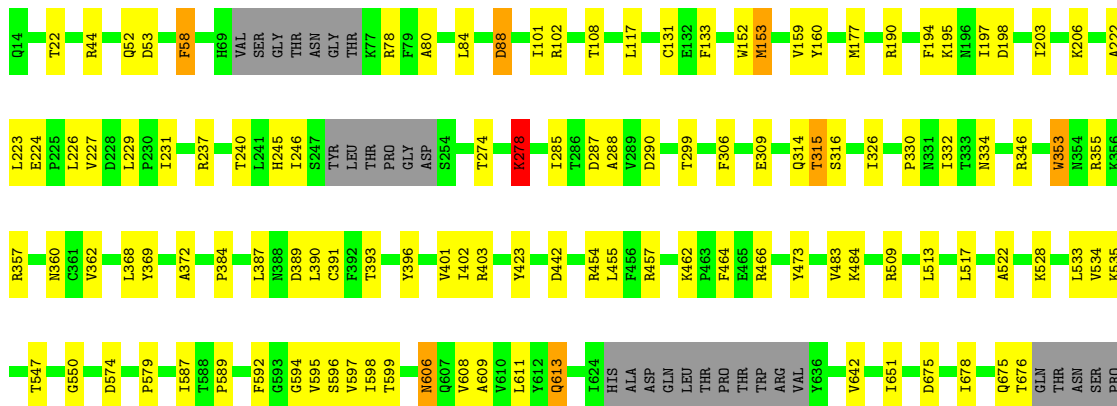 Q14 T22 R44 Q52 D53 F58 H69 VAL SER GLY THR ASN GLY THR K77 R78 F79 A80 L84 D88 I101 R102 T108 L117 C131 E132 F133 W152 M153 V159 Y160 M177 R190 F194 K195 N196 I197 D198 I203 K206 A222
L223 E224 P225 L226 V227 D228 L229 P230 I231 R237 T240 L241 H245 I246 S247 TYR LEU THR PRO GLY ASP S254 T274 K278 I285 T286 D287 A288 V289 D290 T299 F306 E309 Q314 T315 S316 I326 P330 N331 I332 T333 N334 R346 W353 N354 R355 K356
R357 N360 C361 V362 L368 Y369 A372 P384 L387 N388 D389 L390 C391 F392 T393 Y396 V401 I402 R403 Y423 D442 R454 L455 F456 R457 K462 P463 F464 E465 R466 Y473 V483 K484 R509 L513 L517 A522 K528 L533 V534 K535
T547 G550 D574 P579 I587 T588 P589 F592 G593 G594 V595 S596 V597 I598 T599 N606 Q607 V608 A609 V610 L611 Y612 Q613 I624 HIS ALA ASP GLN LEU THR PRO THR TRP ARG VAL Y636 V642 I651 D675 I678 Q675 T676 GLN THR ASN SER PRO